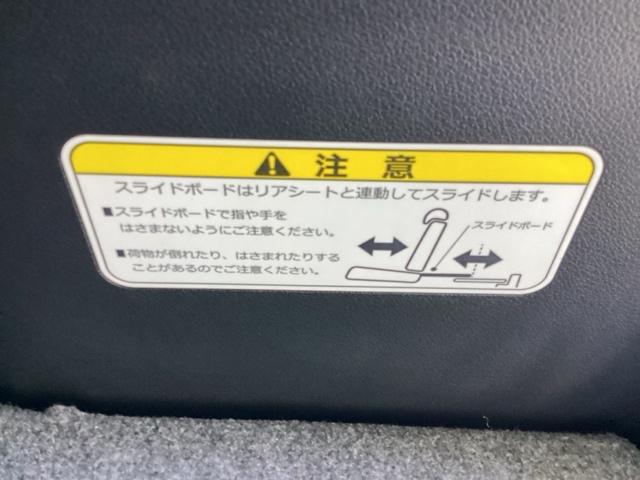 注意
スライドボードはリアシートと連動してスライドします。
■スライドボードで指や手を
はさまないようにご注意ください。
スライドボード
■荷物が倒れたり、はさまれたりする
ことがあるのでご注意ください。